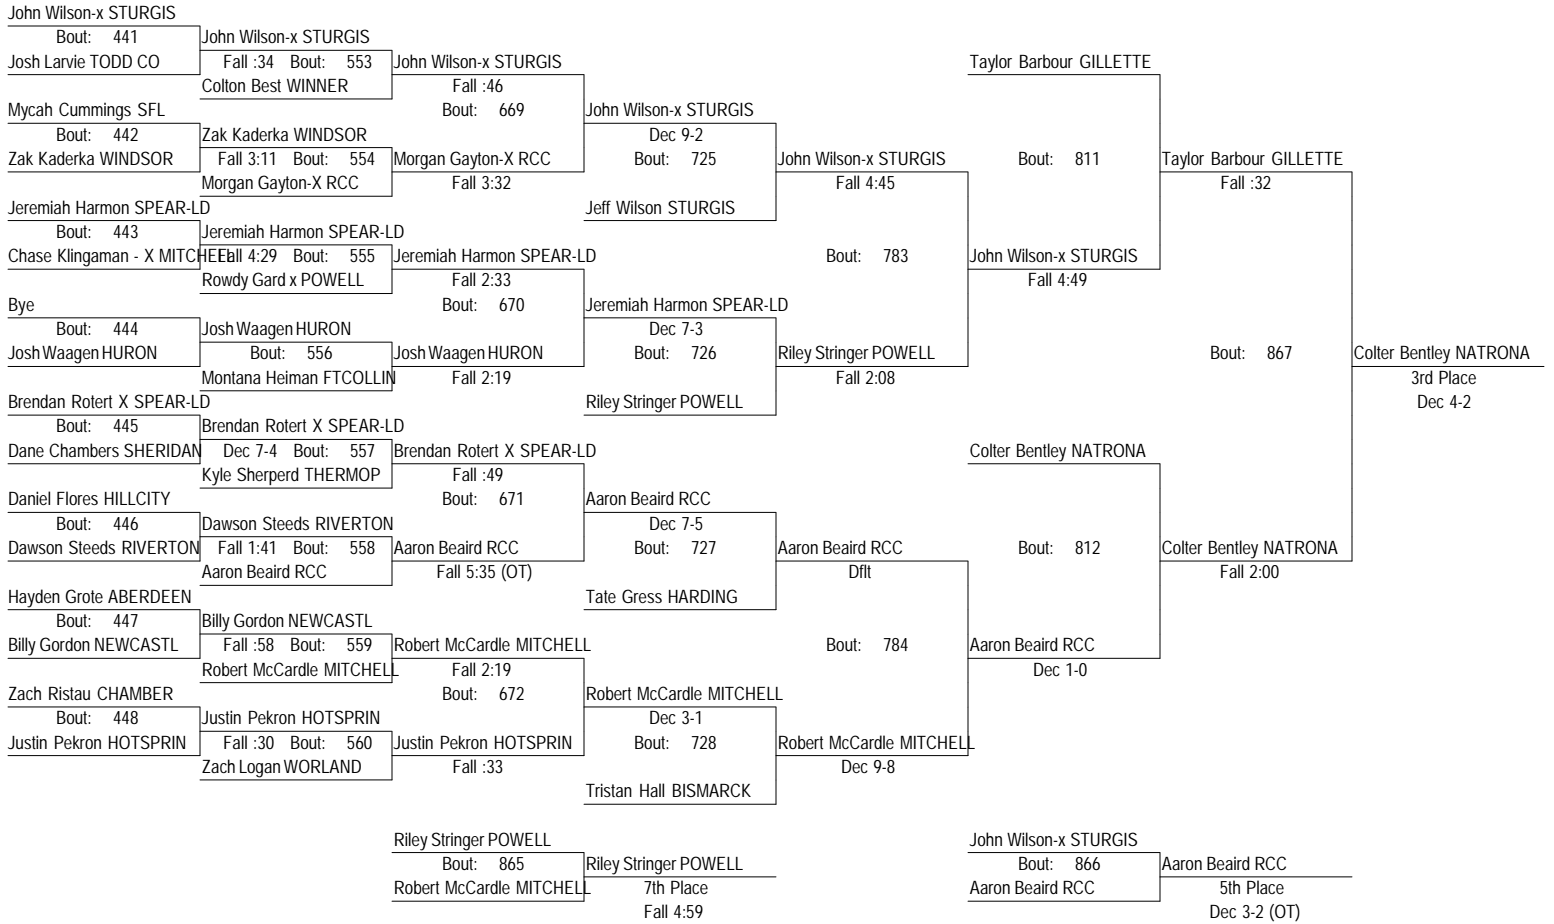 John Wilson-x STURGIS
Bout: 441 John Wilson-x STURGIS
Josh Larvie TODD CO Fall :34 Bout: 553 John Wilson-x STURGIS Taylor Barbour GILLETTE
Colton Best WINNER Fall :46
Mycah Cummings SFL Bout: 669 John Wilson-x STURGIS
Bout: 442 Zak Kaderka WINDSOR Dec 9-2
Zak Kaderka WINDSOR Fall 3:11 Bout: 554 Morgan Gayton-X RCC Bout: 725 John Wilson-x STURGIS Bout: 811 Taylor Barbour GILLETTE
Morgan Gayton-X RCC Fall 3:32 Fall 4:45 Fall :32
Jeremiah Harmon SPEAR-LD Jeff Wilson STURGIS
Bout: 443 Jeremiah Harmon SPEAR-LD
Chase Klingaman - X MITCHELL Fall 4:29 Bout: 555 Jeremiah Harmon SPEAR-LD Bout: 783 John Wilson-x STURGIS
Rowdy Gard x POWELL Fall 2:33 Fall 4:49
Bye Bout: 670 Jeremiah Harmon SPEAR-LD
Bout: 444 Josh Waagen HURON Dec 7-3
Josh Waagen HURON Bout: 556 Josh Waagen HURON Bout: 726 Riley Stringer POWELL Bout: 867 Colter Bentley NATRONA
Montana Heiman FTCOLLIN Fall 2:19 Fall 2:08 3rd Place
Brendan Rotert X SPEAR-LD Riley Stringer POWELL Dec 4-2
Bout: 445 Brendan Rotert X SPEAR-LD
Dane Chambers SHERIDAN Dec 7-4 Bout: 557 Brendan Rotert X SPEAR-LD Colter Bentley NATRONA
Kyle Sherperd THERMOP Fall :49
Daniel Flores HILLCITY Bout: 671 Aaron Beaird RCC
Bout: 446 Dawson Steeds RIVERTON Dec 7-5
Dawson Steeds RIVERTON Fall 1:41 Bout: 558 Aaron Beaird RCC Bout: 727 Aaron Beaird RCC Bout: 812 Colter Bentley NATRONA
Aaron Beaird RCC Fall 5:35 (OT) Dflt Fall 2:00
Hayden Grote ABERDEEN Tate Gress HARDING
Bout: 447 Billy Gordon NEWCASTL
Billy Gordon NEWCASTL Fall :58 Bout: 559 Robert McCardle MITCHELL Bout: 784 Aaron Beaird RCC
Robert McCardle MITCHELL Fall 2:19 Dec 1-0
Zach Ristau CHAMBER Bout: 672 Robert McCardle MITCHELL
Bout: 448 Justin Pekron HOTSPRIN Dec 3-1
Justin Pekron HOTSPRIN Fall :30 Bout: 560 Justin Pekron HOTSPRIN Bout: 728 Robert McCardle MITCHELL
Zach Logan WORLAND Fall :33 Dec 9-8
Tristan Hall BISMARCK
Riley Stringer POWELL John Wilson-x STURGIS
Bout: 865 Riley Stringer POWELL Bout: 866 Aaron Beaird RCC
Robert McCardle MITCHELL 7th Place Aaron Beaird RCC 5th Place
Fall 4:59 Dec 3-2 (OT)